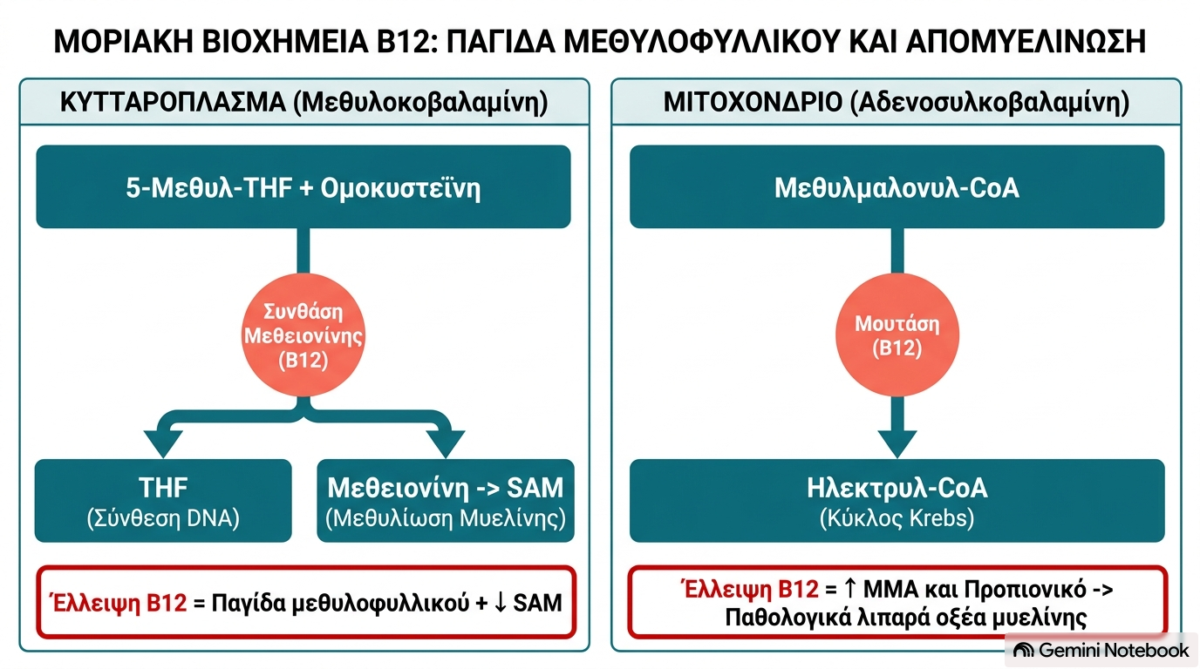 ΜΟΡΙΑΚΗ ΒΙΟΧΗΜΕΙΑ B12: ΠΑΓΙΔΑ ΜΕΘΥΛΟΦΥΛΛΙΚΟΥ ΚΑΙ ΑΠΟΜΥΕΛΙΝΩΣΗ
ΚΥΤΤΑΡΟΠΛΑΣΜΑ (Μεθυλοκοβαλαμίνη)
5-Μεθυλ-THF + Ομοκυστεΐνη
Συνθάση
Μεθειονίνης
(B12)
THF
(Σύνθεση DNA)
Μεθειονίνη -> SAM
(Μεθυλίωση Μυελίνης)
Έλλειψη B12 = Παγίδα μεθυλοφυλλικού + ↓ SAM
ΜΙΤΟΧΟΝΔΡΙΟ (Αδενοσυλκοβαλαμίνη)
Μεθυλμαλονυλ-CoA
Μουτάση
(B12)
Ηλεκτρυλ-CoA
(Κύκλος Krebs)
Έλλειψη B12 = ↑ MMA και Προπιονικό ->
Παθολογικά λιπαρά οξέα μυελίνης
Gemini Notebook